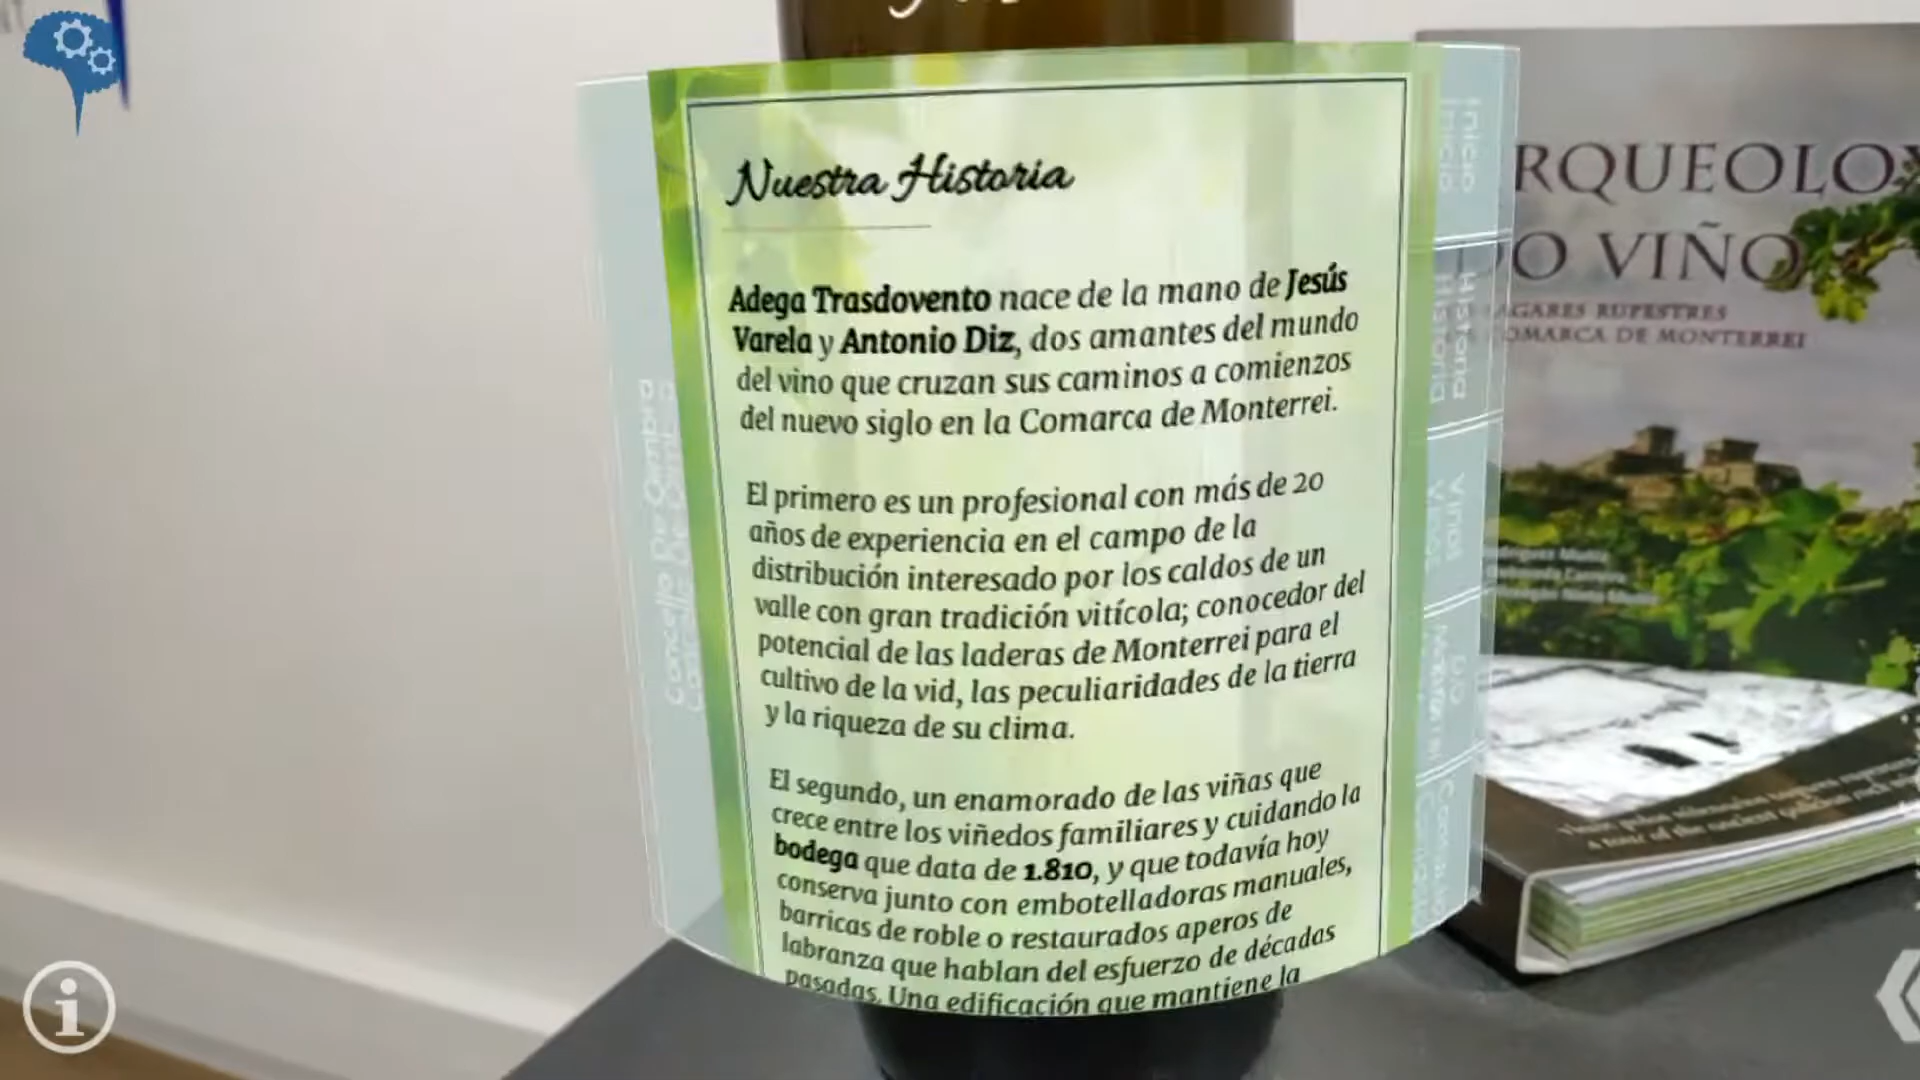 Nuestra Historia
Adega Trasdovento nace de la mano de Jesús
Varela y Antonio Diz, dos amantes del mundo
del vino que cruzan sus caminos a comienzos
del nuevo siglo en la Comarca de Monterrei.
El primero es un profesional con más de 20
años de experiencia en el campo de la
distribución interesado por los caldos de un
valle con gran tradición vitícola; conocedor del
potencial de las laderas de Monterrei para el
cultivo de la vid, las peculiaridades de la tierra
y la riqueza de su clima.
El segundo, un enamorado de las viñas que
crece entre los viñedos familiares y cuidando la
bodega que data de 1.810, y que todavía hoy
conserva junto con embotelladoras manuales,
barricas de roble o restaurados aperos de
labranza que hablan del esfuerzo de décadas
pasadas. Una edificación que mantiene la
Inicio
Historia
RQUEOLO
DO VIÑO
AGARES RUPESTRES
COMARCA DE MONTERREI